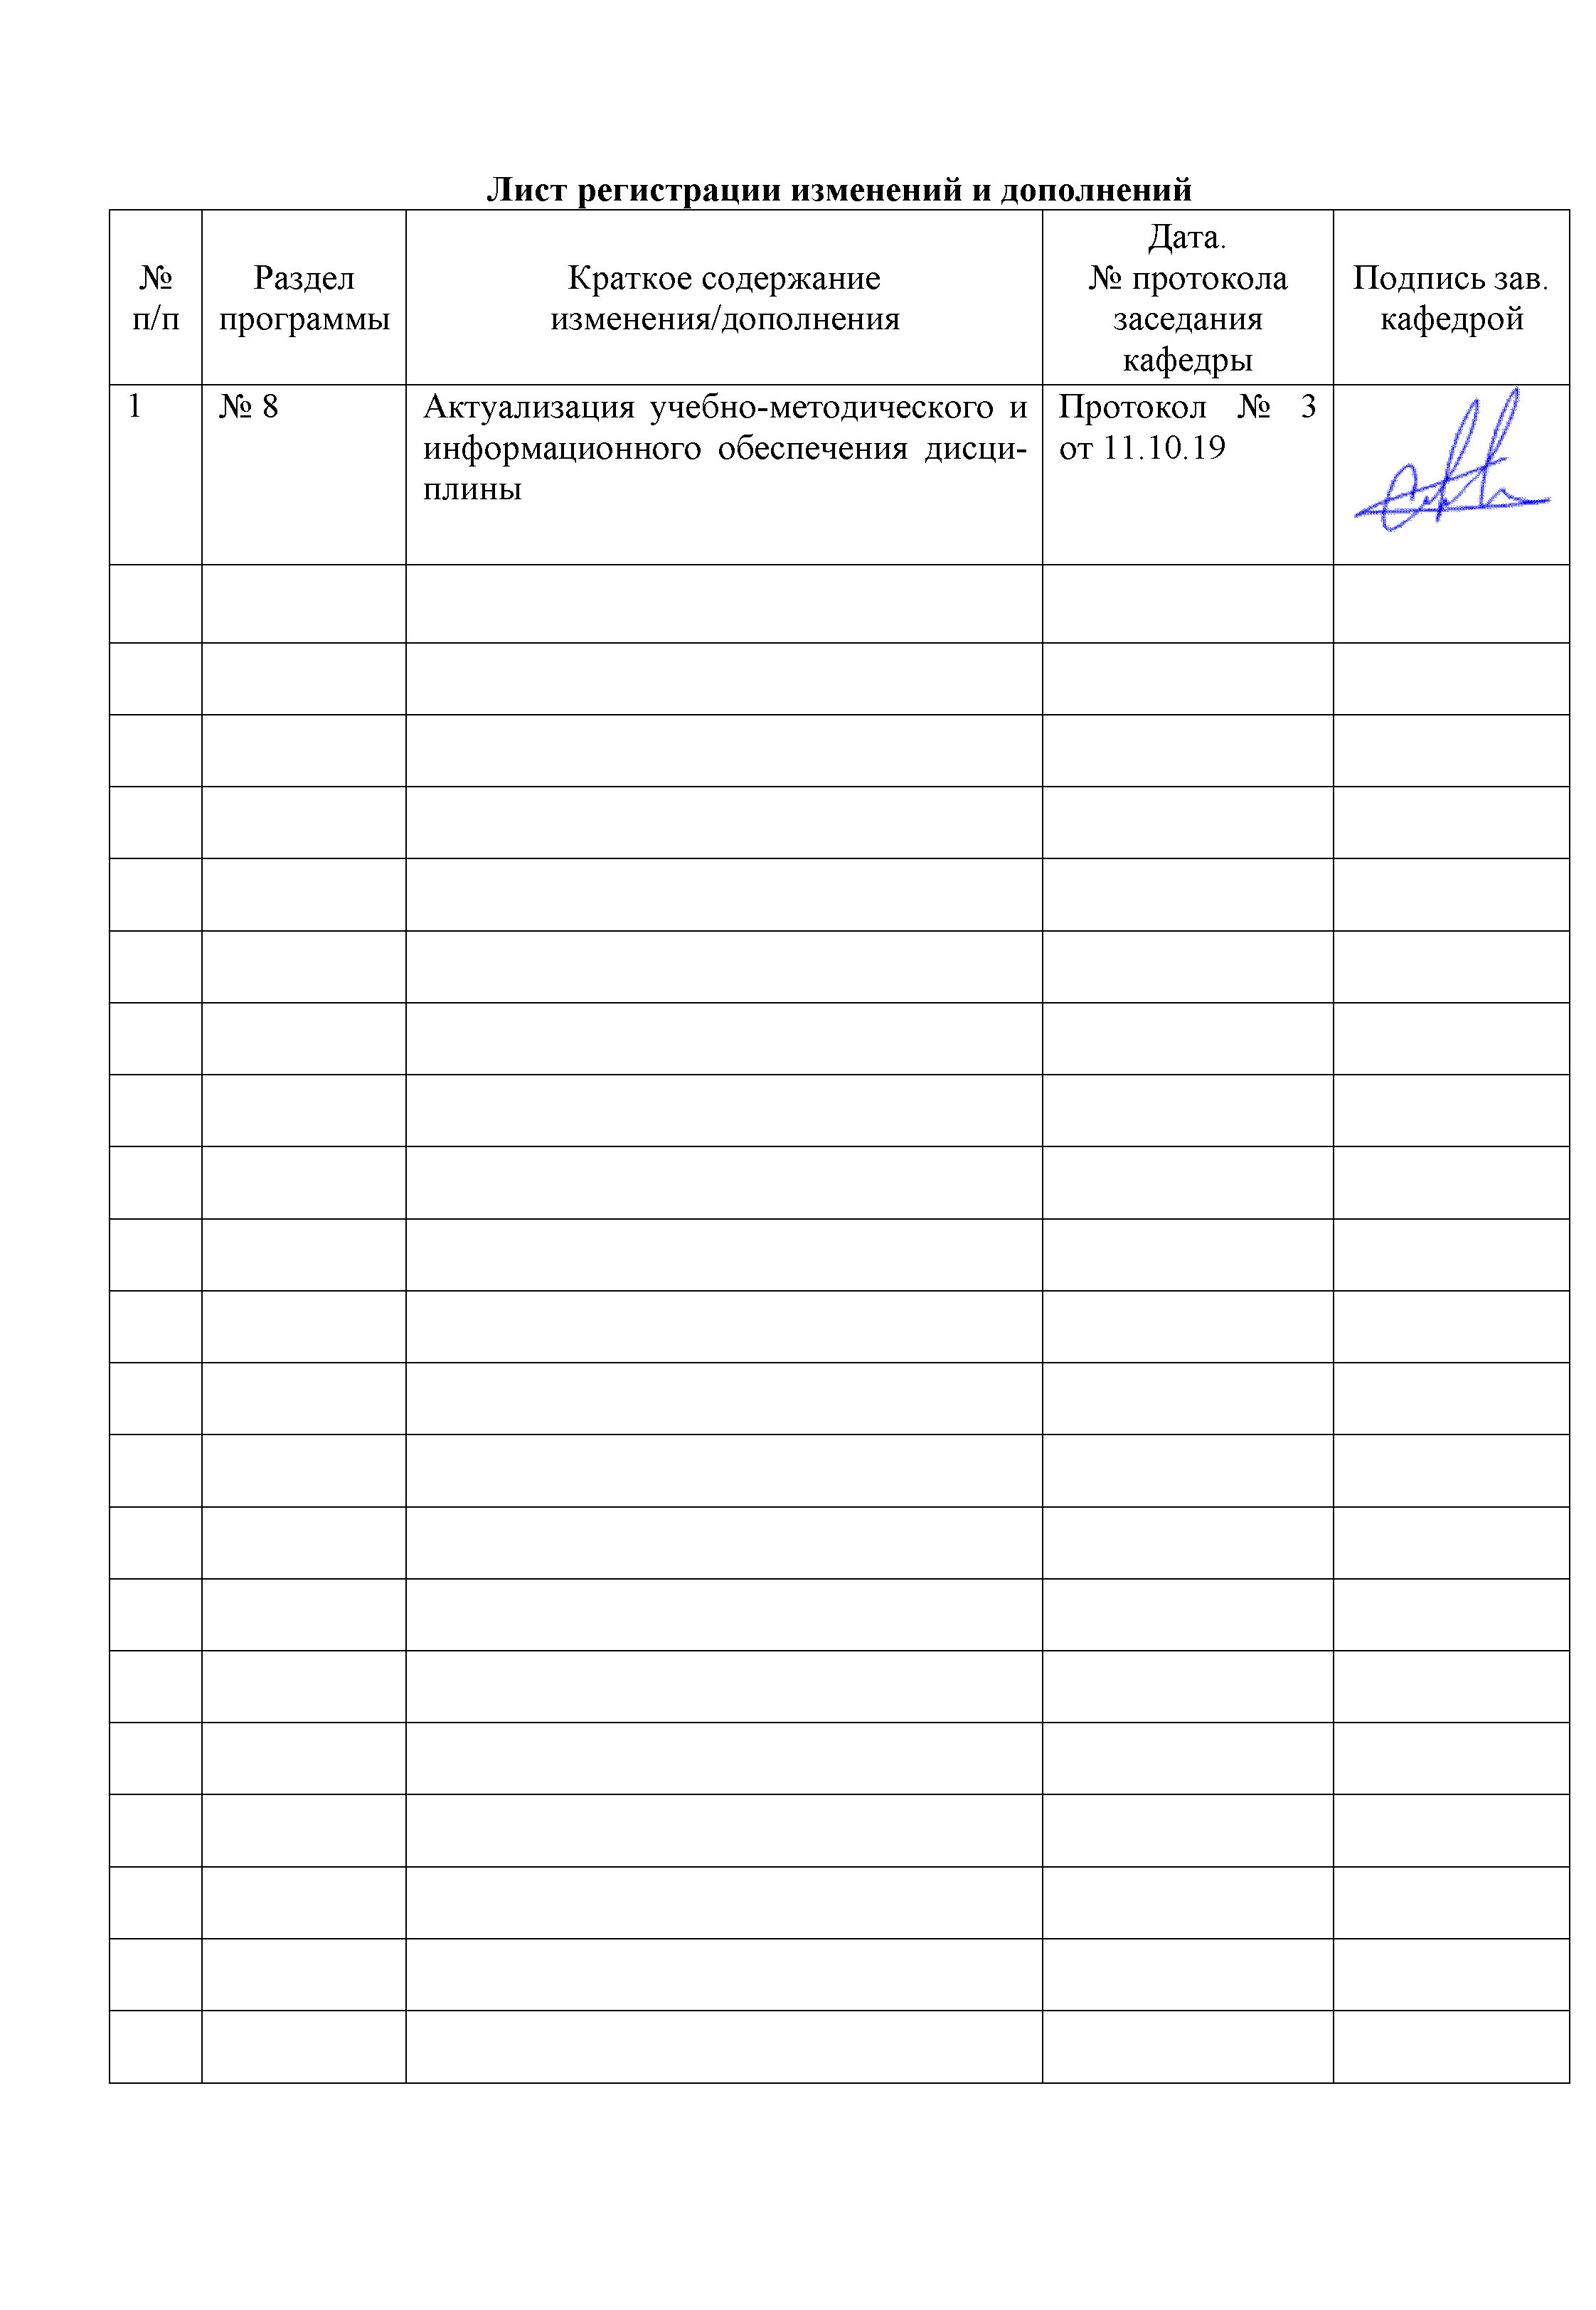 Лист регистрации изменений и дополнений
№
п/п
Раздел
программы
Краткое содержание
изменения/дополнения
Дата.
№ протокола
заседания
кафедры
Подпись зав.
кафедрой
1
№ 8
Актуализация учебно-методического и
информационного обеспечения дисци-
плины
Протокол № 3
от 11.10.19